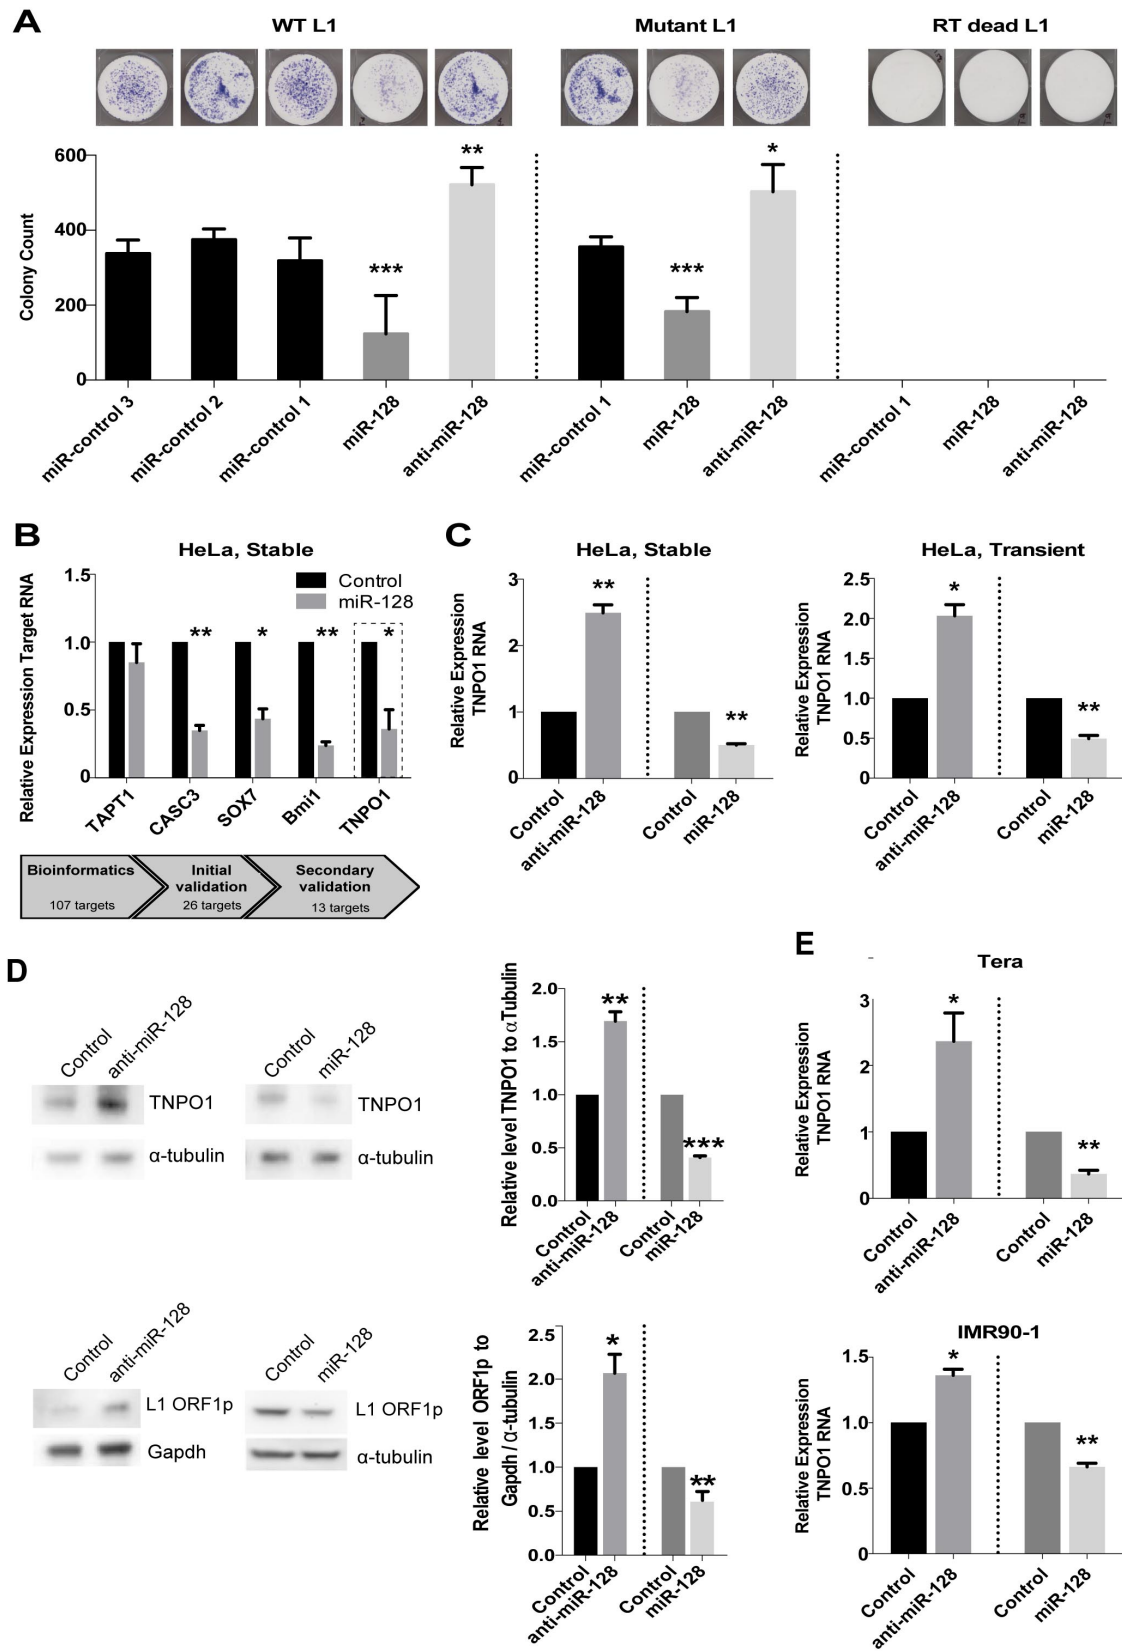 A
WT L1
Mutant L1
RT dead L1
Colony Count
600
400
200
0
**
***
*
***
miR-control 3
miR-control 2
miR-control 1
miR-128
anti-miR-128
miR-control 1
miR-128
anti-miR-128
miR-control 1
miR-128
anti-miR-128
B
HeLa, Stable
Relative Expression Target RNA
1.5
1.0
0.5
0
Control
miR-128
**
*
**
*
TAPT1
CASC3
SOX7
Bmi1
TNPO1
Bioinformatics
107 targets
Initial
validation
26 targets
Secondary
validation
13 targets
C
HeLa, Stable
Relative Expression
TNPO1 RNA
3
2
1
0
**
**
Control
anti-miR-128
Control
miR-128
HeLa, Transient
Relative Expression
TNPO1 RNA
2.5
2.0
1.5
1.0
0.5
0
*
**
Control
anti-miR-128
Control
miR-128
D
Control
anti-miR-128
TNPO1
α-tubulin
Control
miR-128
TNPO1
α-tubulin
Relative level TNPO1 to αTubulin
2.0
1.5
1.0
0.5
0.0
**
***
Control
anti-miR-128
Control
miR-128
Control
anti-miR-128
L1 ORF1p
Gapdh
Control
miR-128
L1 ORF1p
α-tubulin
Relative level ORF1p to
Gapdh / α-tubulin
2.5
2.0
1.5
1.0
0.5
0.0
*
**
Control
anti-miR-128
Control
miR-128
E
Tera
Relative Expression
TNPO1 RNA
3
2
1
0
*
**
Control
anti-miR-128
Control
miR-128
IMR90-1
Relative Expression
TNPO1 RNA
1.5
1.0
0.5
0
*
**
Control
anti-miR-128
Control
miR-128